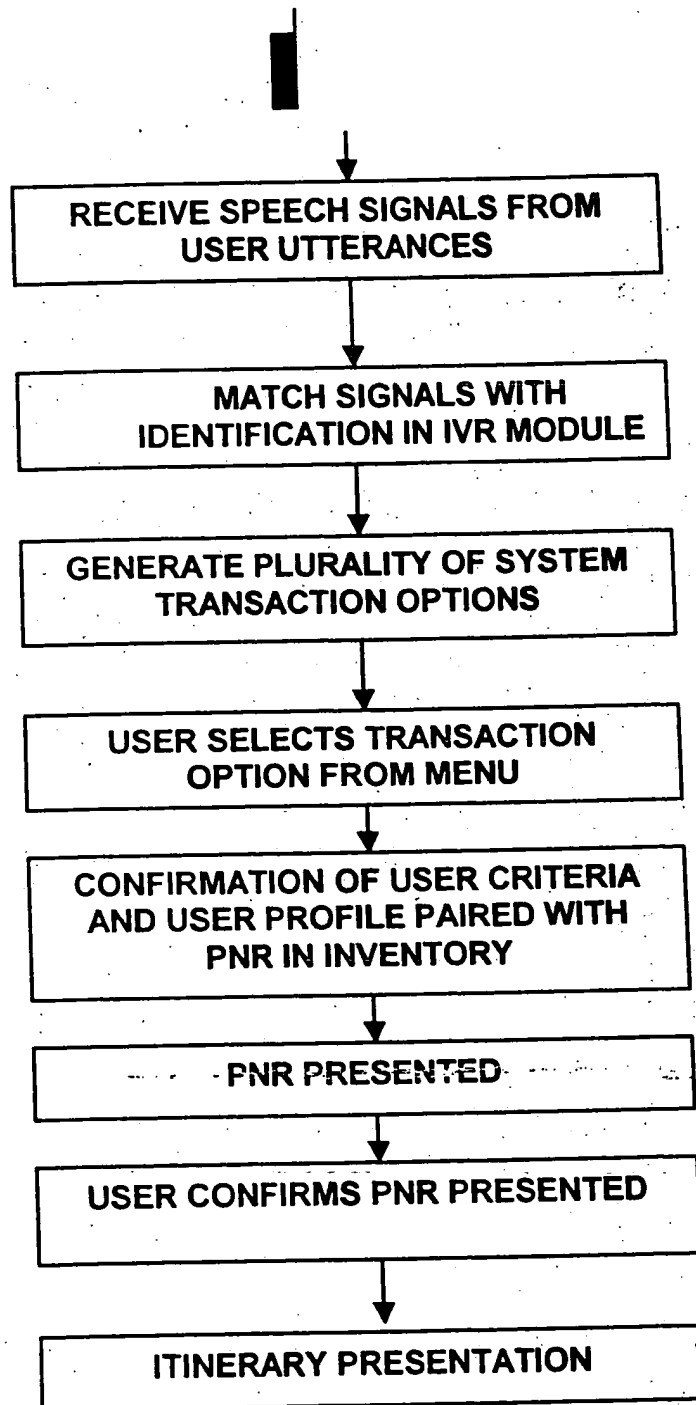 RECEIVE SPEECH SIGNALS FROM
USER UTTERANCES
MATCH SIGNALS WITH
IDENTIFICATION IN IVR MODULE
GENERATE PLURALITY OF SYSTEM
TRANSACTION OPTIONS
USER SELECTS TRANSACTION
OPTION FROM MENU
CONFIRMATION OF USER CRITERIA
AND USER PROFILE PAIRED WITH
PNR IN INVENTORY
PNR PRESENTED
USER CONFIRMS PNR PRESENTED
ITINERARY PRESENTATION